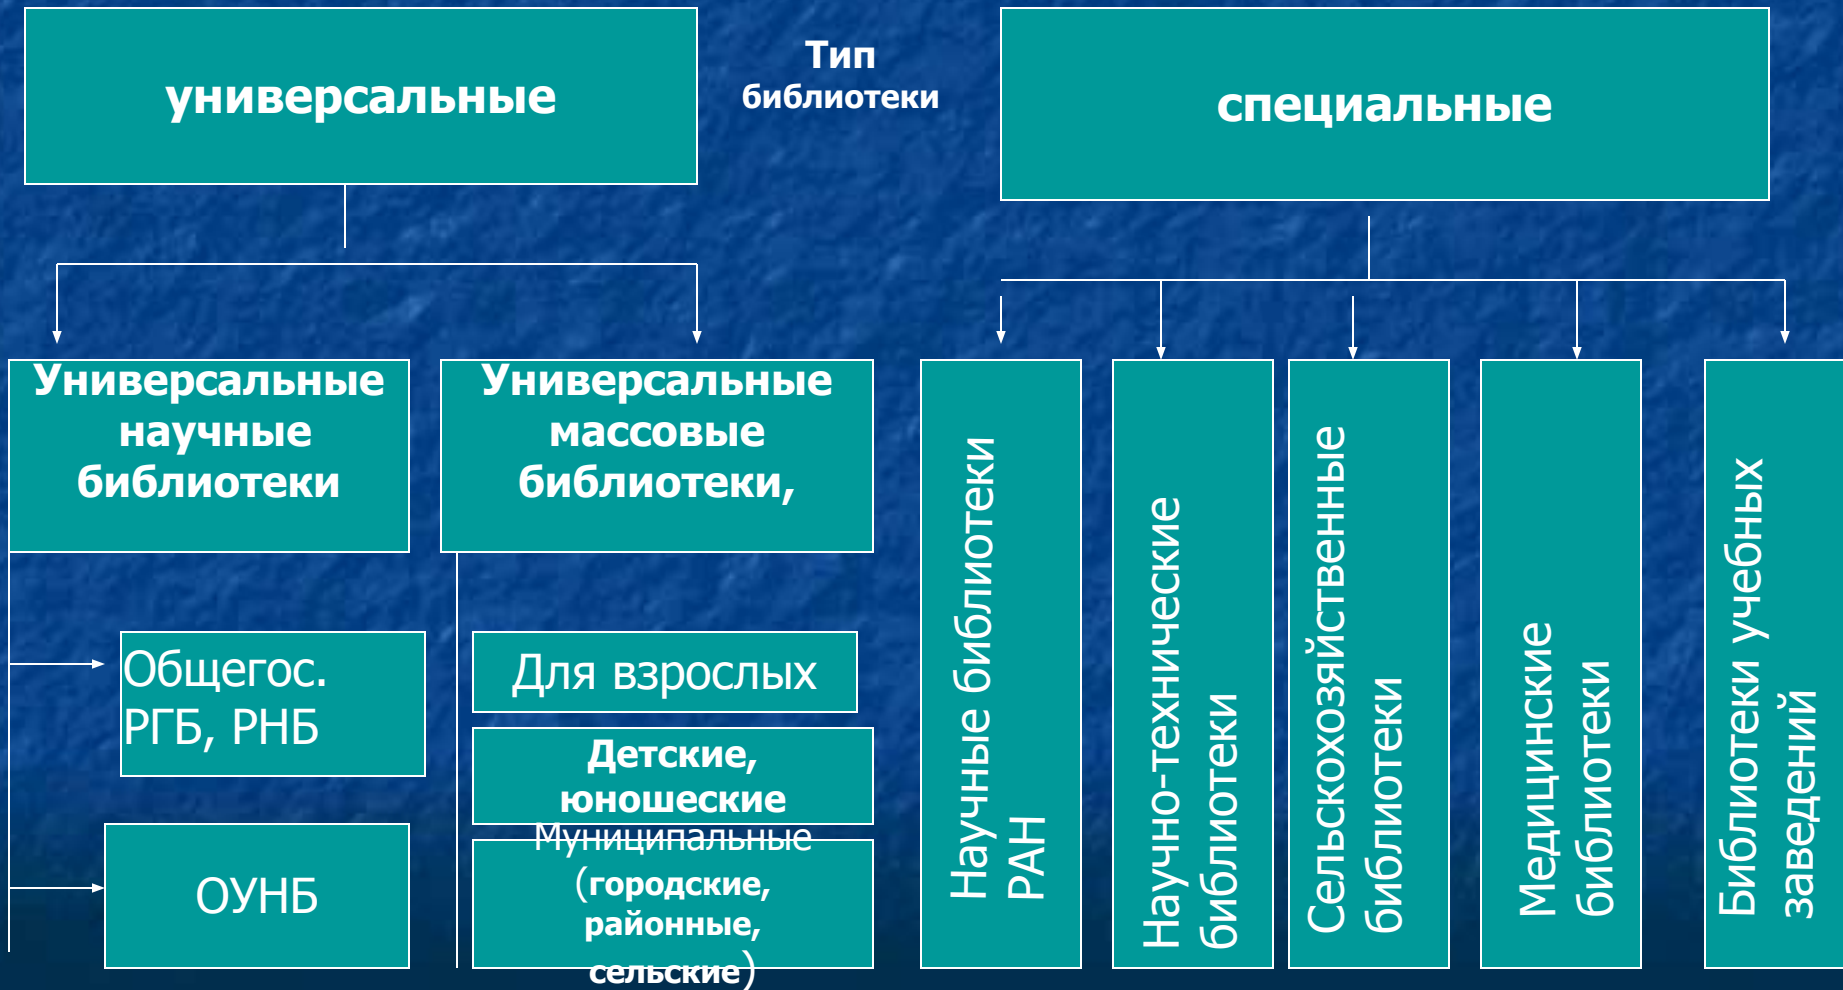 универсальные
Тип
библиотеки
специальные
Универсальные
научные
библиотеки
Универсальные
массовые
библиотеки,
Общегос.
РГБ, РНБ
ОУНБ
Для взрослых
Детские,
юношеские
Муниципальные
(городские,
районные,
сельские)
Научные библиотеки
РАН
Научно-технические
библиотеки
Сельскохозяйственные
библиотеки
Медицинские
библиотеки
Библиотеки учебных
заведений